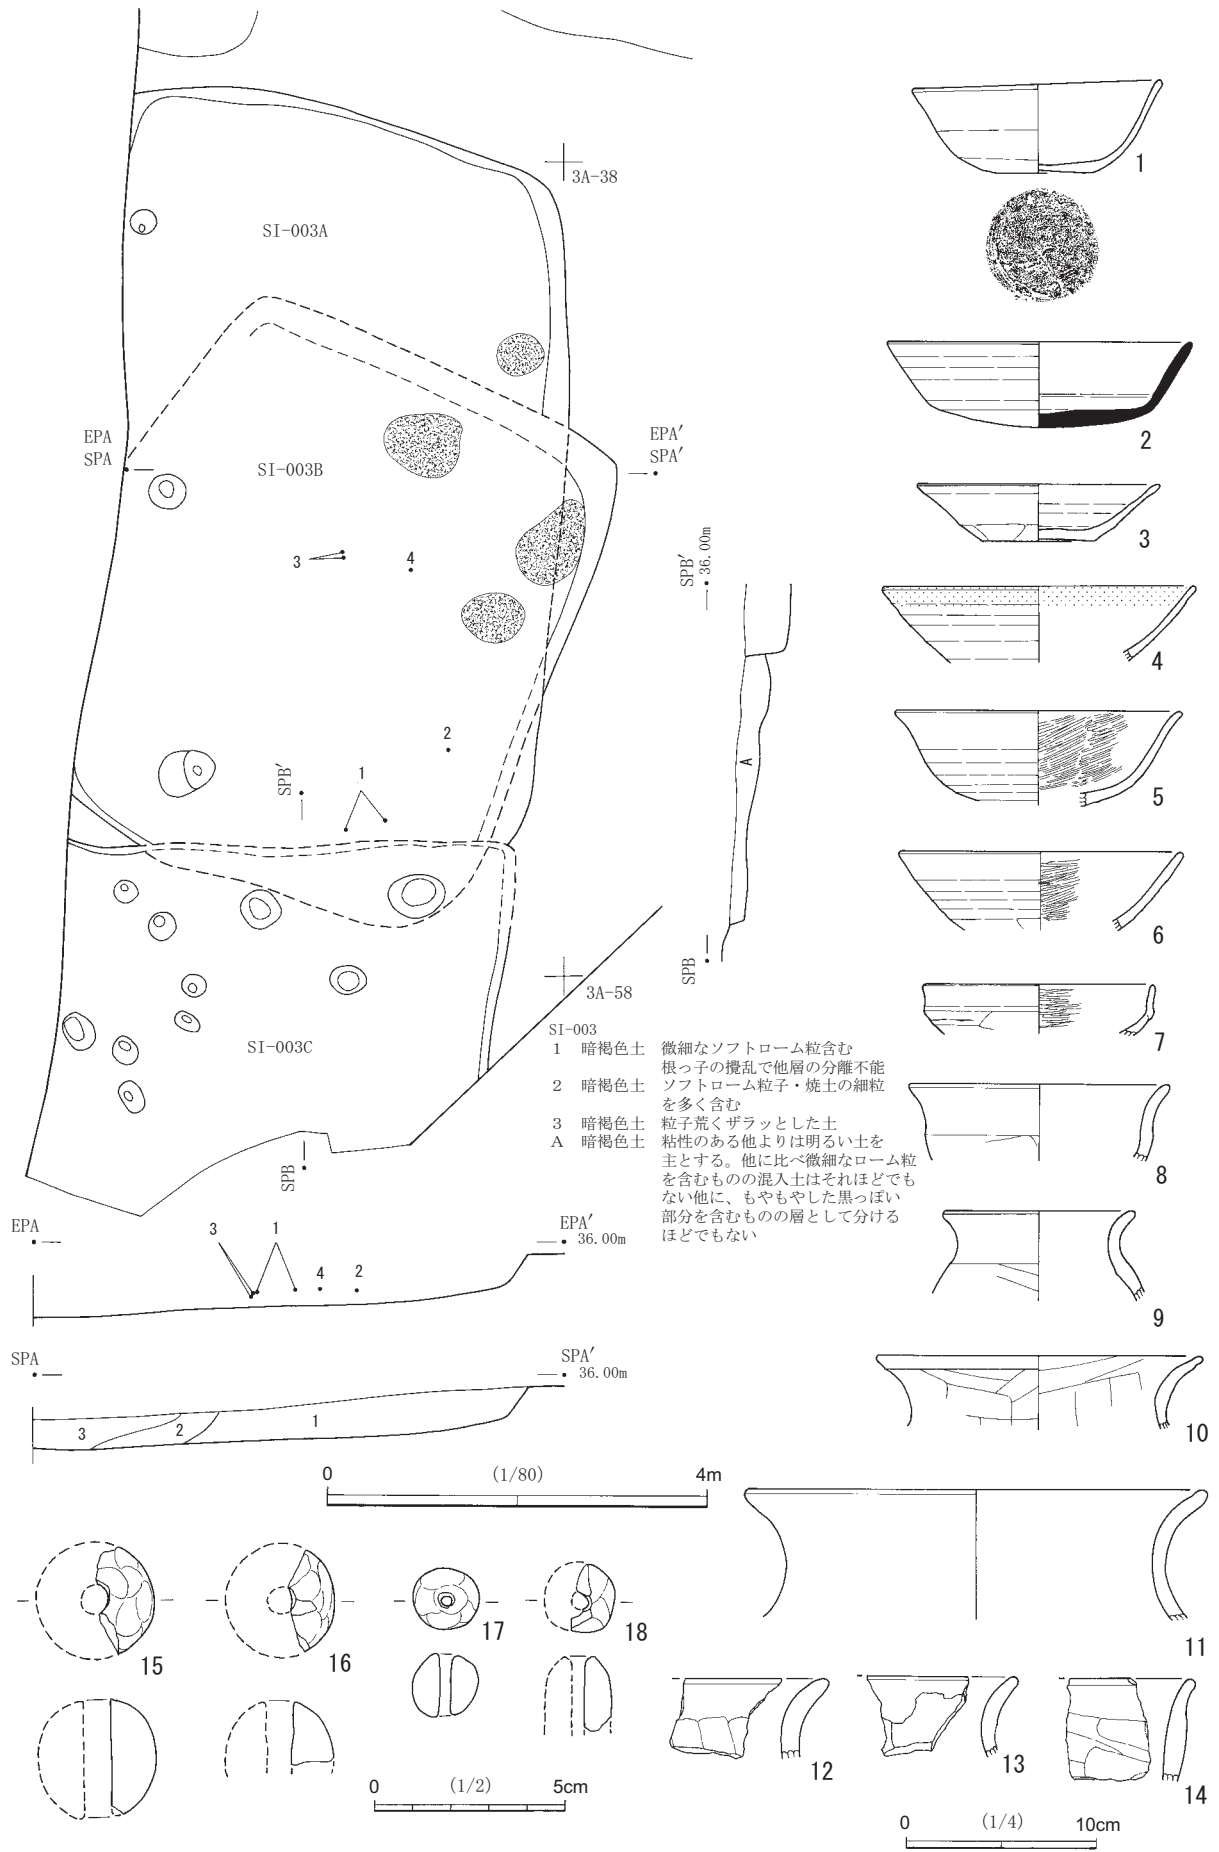 3A-38
SI-003A
EPA
SPA
SI-003B
EPA′
SPA′
3
4
2
SPB′
1
SPB′
36.00m
A
SPB
3A-58
SI-003C
SPB
SI-003
1 暗褐色土 微細なソフトローム粒含む
根っ子の攪乱で他層の分離不能
2 暗褐色土 ソフトローム粒子・焼土の細粒
を多く含む
3 暗褐色土 粒子荒くザラッとした土
A 暗褐色土 粘性のある他よりは明るい土を
主とする。他に比べ微細なローム粒
を含むものの混入土はそれほどでも
ない他に、もやもやした黒っぽい
部分を含むものの層として分ける
ほどでもない
EPA
3
1
4
2
EPA′
36.00m
SPA
SPA′
36.00m
3
2
1
0 (1/80) 4m
1
2
3
4
5
6
7
8
9
10
11
12
13
14
15
16
17
18
0 (1/2) 5cm
0 (1/4) 10cm